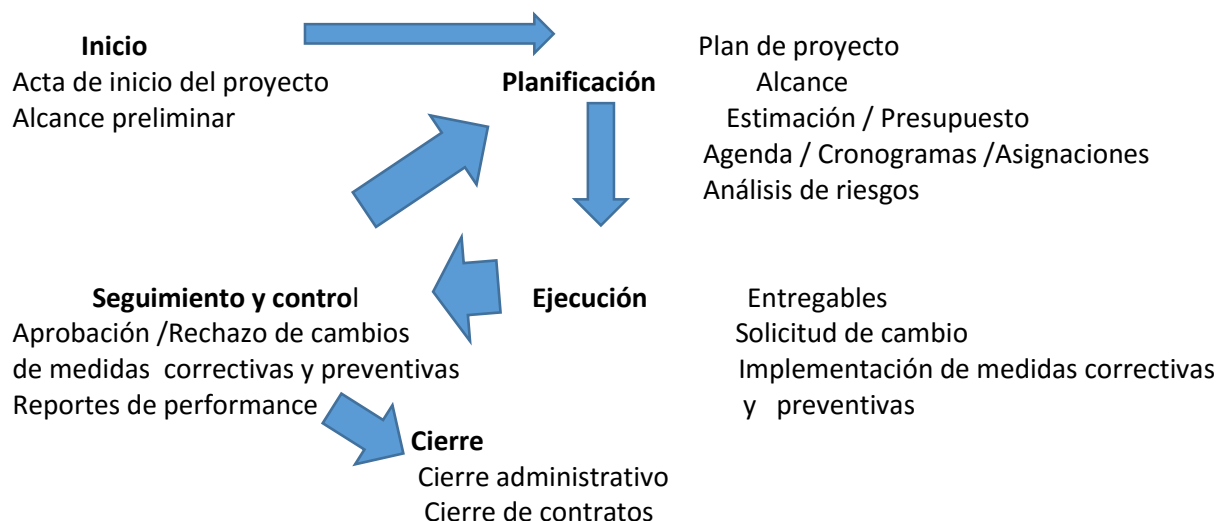 Inicio
Acta de inicio del proyecto
Alcance preliminar
Planificación
Plan de proyecto
Alcance
Estimación / Presupuesto
Agenda / Cronogramas /Asignaciones
Análisis de riesgos
Seguimiento y control
Aprobación /Rechazo de cambios
de medidas correctivas y preventivas
Reportes de performance
Ejecución
Entregables
Solicitud de cambio
Implementación de medidas correctivas
y preventivas
Cierre
Cierre administrativo
Cierre de contratos